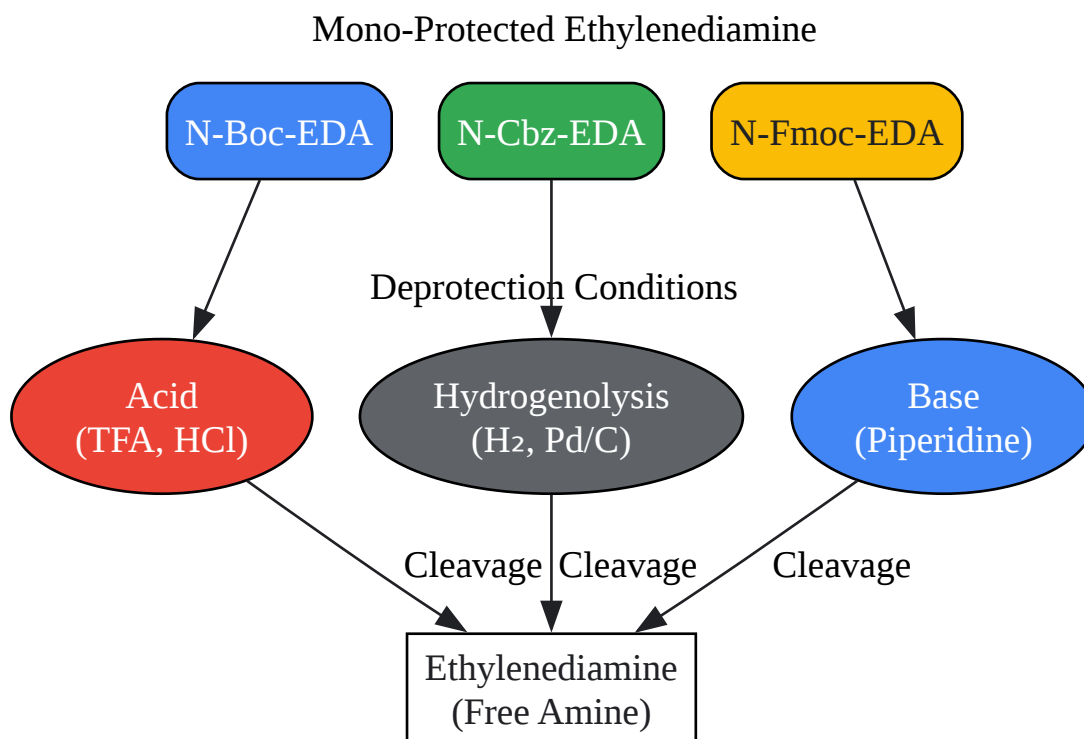 Mono-Protected Ethylenediamine
N-Boc-EDA
N-Cbz-EDA
N-Fmoc-EDA
Deprotection Conditions
Acid
(TFA, HCl)
Hydrogenolysis
(H₂, Pd/C)
Base
(Piperidine)
Cleavage
Cleavage
Cleavage
Ethylenediamine
(Free Amine)